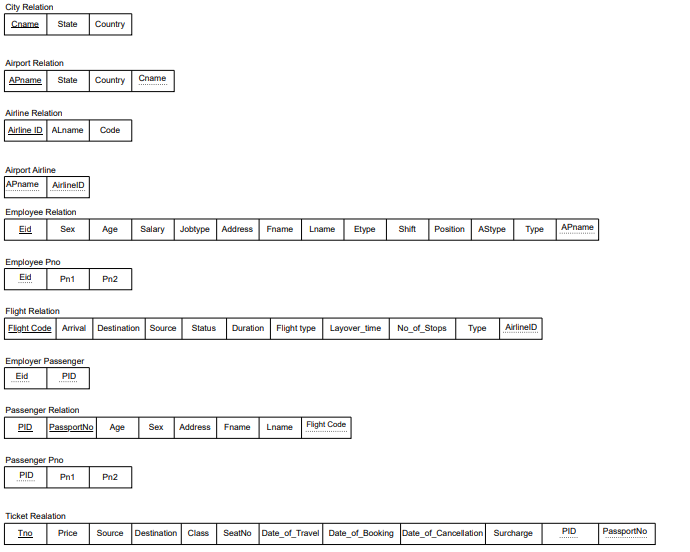 City Relation
Cname State Country
Airport Relation
APname State Country Cname
Airline Relation
Airline ID ALname Code
Airport Airline
APname AirlineID
Employee Relation
Eid Sex Age Salary Jobtype Address Fname Lname Etype Shift Position AStype Type APname
Employee Pno
Eid Pn1 Pn2
Flight Relation
Flight Code Arrival Destination Source Status Duration Flight type Layover_time No_of_Stops Type AirlineID
Employer Passenger
Eid PID
Passenger Relation
PID PassportNo Age Sex Address Fname Lname Flight Code
Passenger Pno
PID Pn1 Pn2
Ticket Realation
Tno Price Source Destination Class SeatNo Date_of_Travel Date_of_Booking Date_of_Cancellation Surcharge PID PassportNo